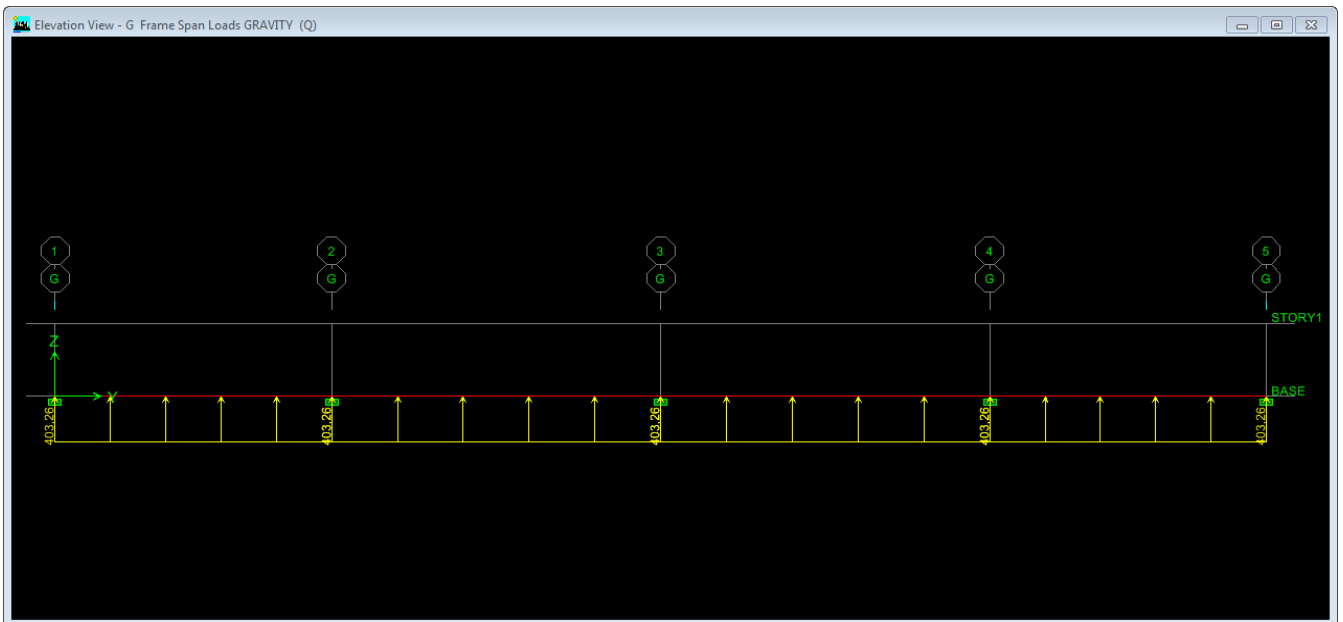 Elevation View - G Frame Span Loads GRAVITY (Q)
1 2 3 4 5
G G G G G
STORY1
Z
Y
BASE
403.26 403.26 403.26 403.26 403.26